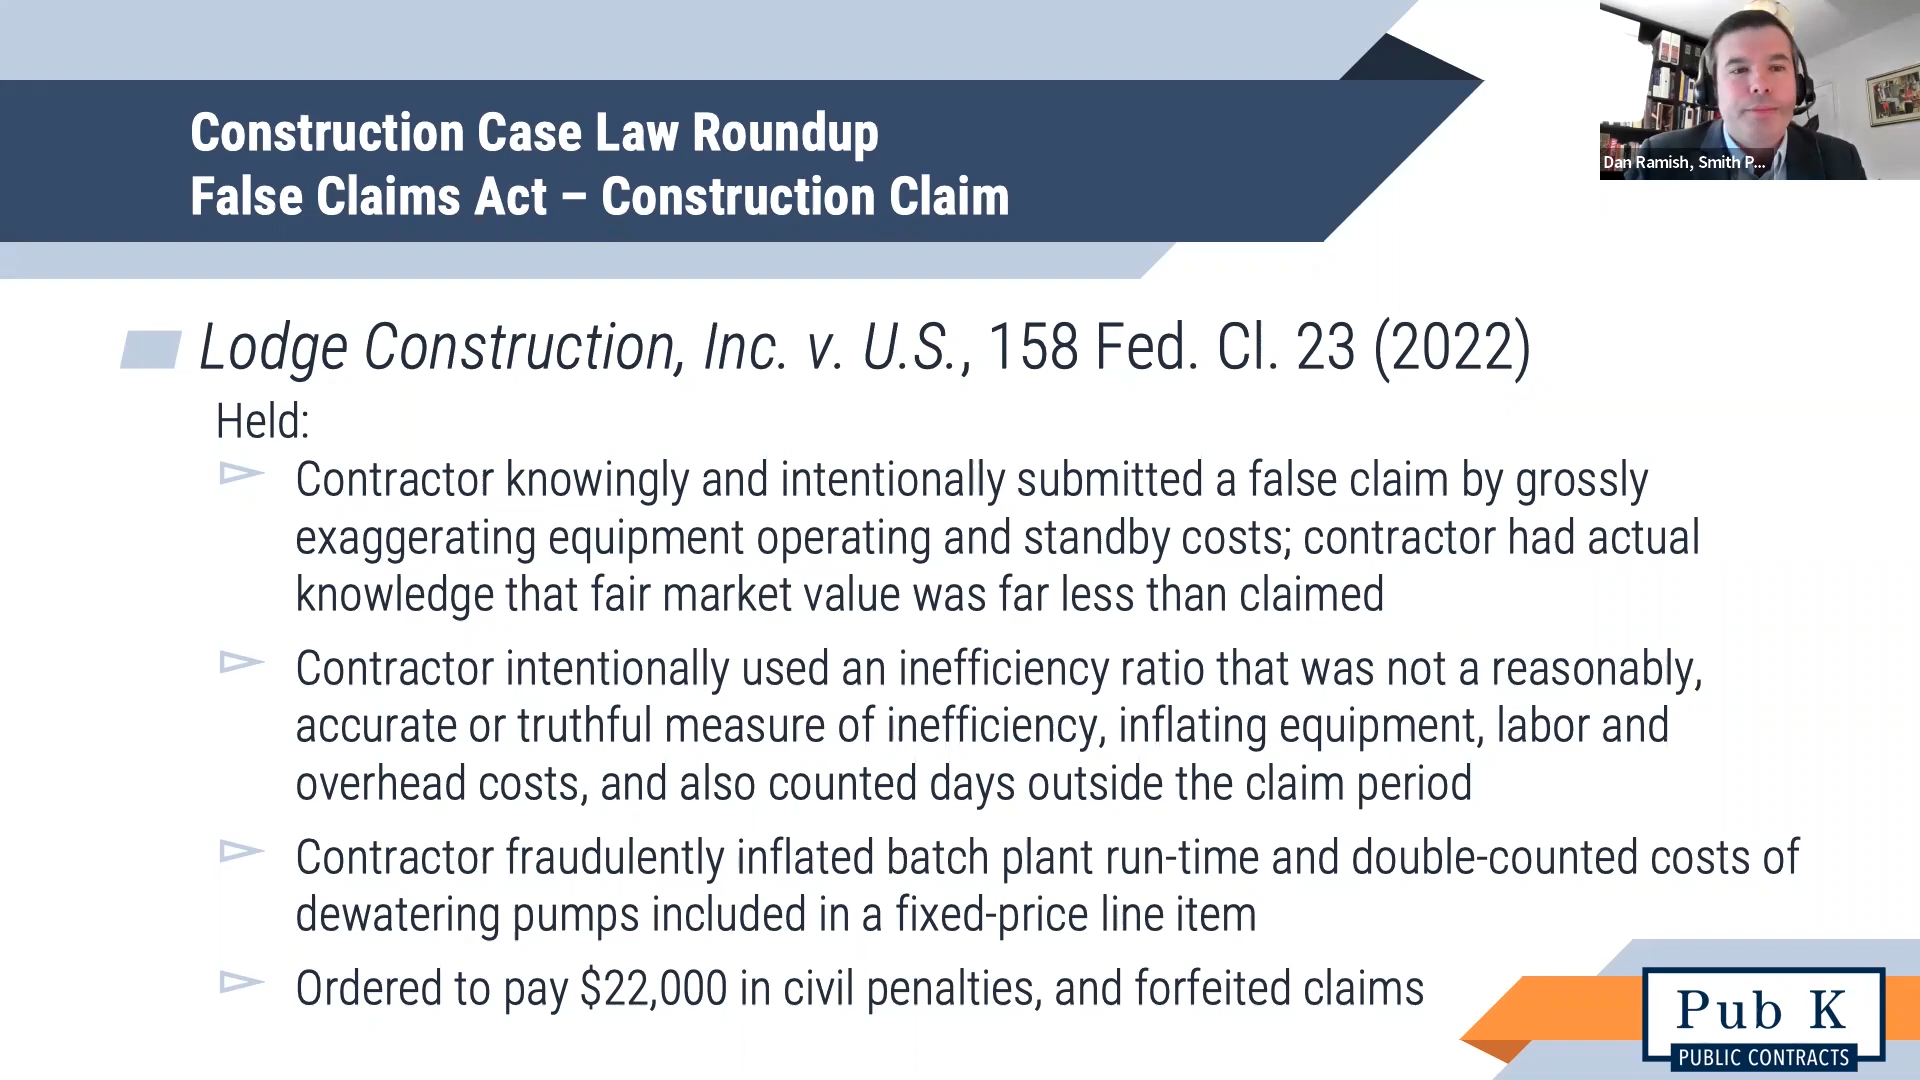 Construction Case Law Roundup
False Claims Act – Construction Claim
Dan Ramish, Smith P...
Lodge Construction, Inc. v. U.S., 158 Fed. Cl. 23 (2022)
Held:
Contractor knowingly and intentionally submitted a false claim by grossly
exaggerating equipment operating and standby costs; contractor had actual
knowledge that fair market value was far less than claimed
Contractor intentionally used an inefficiency ratio that was not a reasonably,
accurate or truthful measure of inefficiency, inflating equipment, labor and
overhead costs, and also counted days outside the claim period
Contractor fraudulently inflated batch plant run-time and double-counted costs of
dewatering pumps included in a fixed-price line item
Ordered to pay $22,000 in civil penalties, and forfeited claims
Pub K
PUBLIC CONTRACTS